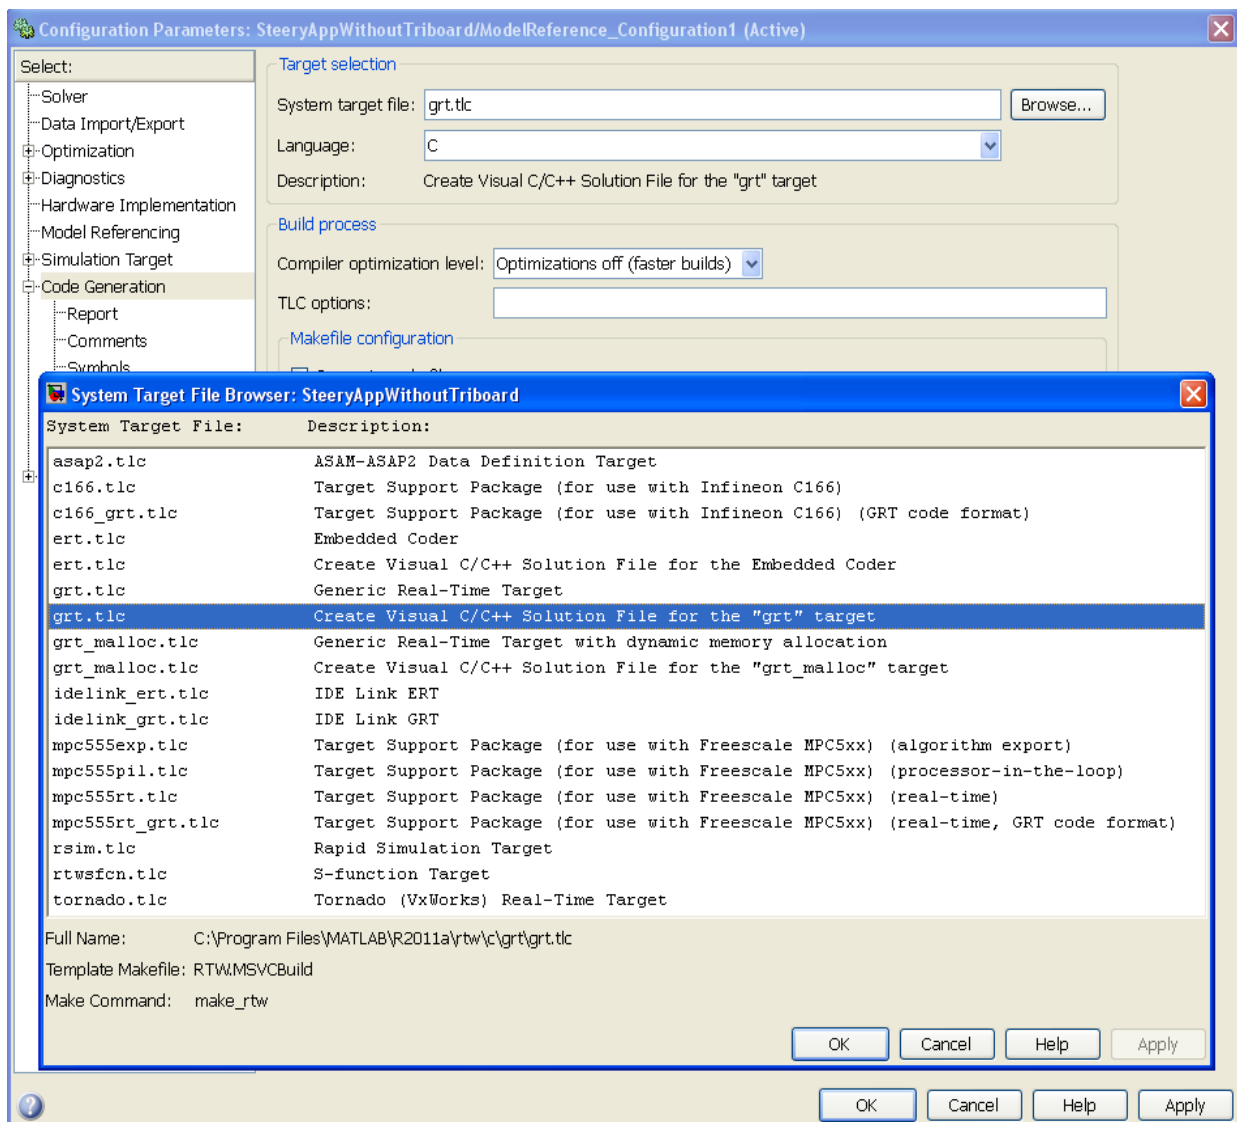 Configuration Parameters: SteeryAppWithoutTriboard/ModelReference_Configuration1 (Active)
Select:
Solver
Data Import/Export
Optimization
Diagnostics
Hardware Implementation
Model Referencing
Simulation Target
Code Generation
Report
Comments
Symbols
Target selection
System target file: grt.tlc Browse...
Language: C
Description: Create Visual C/C++ Solution File for the "grt" target
Build process
Compiler optimization level: Optimizations off (faster builds)
TLC options:
Makefile configuration
System Target File Browser: SteeryAppWithoutTriboard
System Target File: Description:
asap2.tlc ASAM-ASAP2 Data Definition Target
c166.tlc Target Support Package (for use with Infineon C166)
c166_grt.tlc Target Support Package (for use with Infineon C166) (GRT code format)
ert.tlc Embedded Coder
ert.tlc Create Visual C/C++ Solution File for the Embedded Coder
grt.tlc Generic Real-Time Target
grt.tlc Create Visual C/C++ Solution File for the "grt" target
grt_malloc.tlc Generic Real-Time Target with dynamic memory allocation
grt_malloc.tlc Create Visual C/C++ Solution File for the "grt_malloc" target
idelink_ert.tlc IDE Link ERT
idelink_grt.tlc IDE Link GRT
mpc555exp.tlc Target Support Package (for use with Freescale MPC5xx) (algorithm export)
mpc555pil.tlc Target Support Package (for use with Freescale MPC5xx) (processor-in-the-loop)
mpc555rt.tlc Target Support Package (for use with Freescale MPC5xx) (real-time)
mpc555rt_grt.tlc Target Support Package (for use with Freescale MPC5xx) (real-time, GRT code format)
rsim.tlc Rapid Simulation Target
rtwsfcn.tlc S-function Target
tornado.tlc Tornado (VxWorks) Real-Time Target
Full Name: C:\Program Files\MATLAB\R2011a\rtw\c\grt\grt.tlc
Template Makefile: RTW.MSVCBuild
Make Command: make_rtw
OK Cancel Help Apply
OK Cancel Help Apply